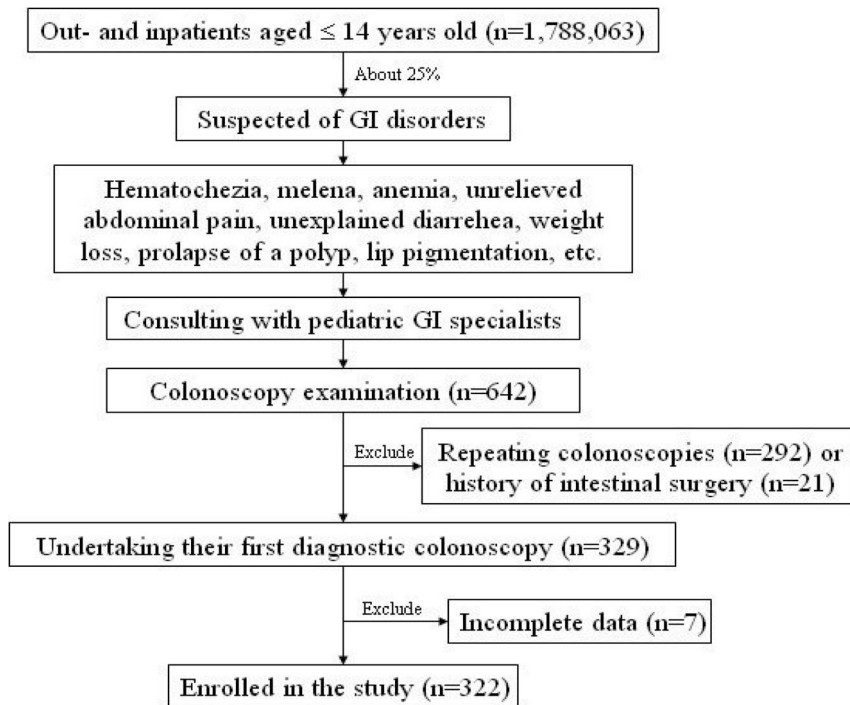 Out- and inpatients aged ≤ 14 years old (n=1,788,063)
About 25%
Suspected of GI disorders
Hematochezia, melena, anemia, unrelieved
abdominal pain, unexplained diarrehea, weight
loss, prolapse of a polyp, lip pigmentation, etc.
Consulting with pediatric GI specialists
Colonoscopy examination (n=642)
Exclude
Repeating colonoscopies (n=292) or
history of intestinal surgery (n=21)
Undertaking their first diagnostic colonoscopy (n=329)
Exclude
Incomplete data (n=7)
Enrolled in the study (n=322)